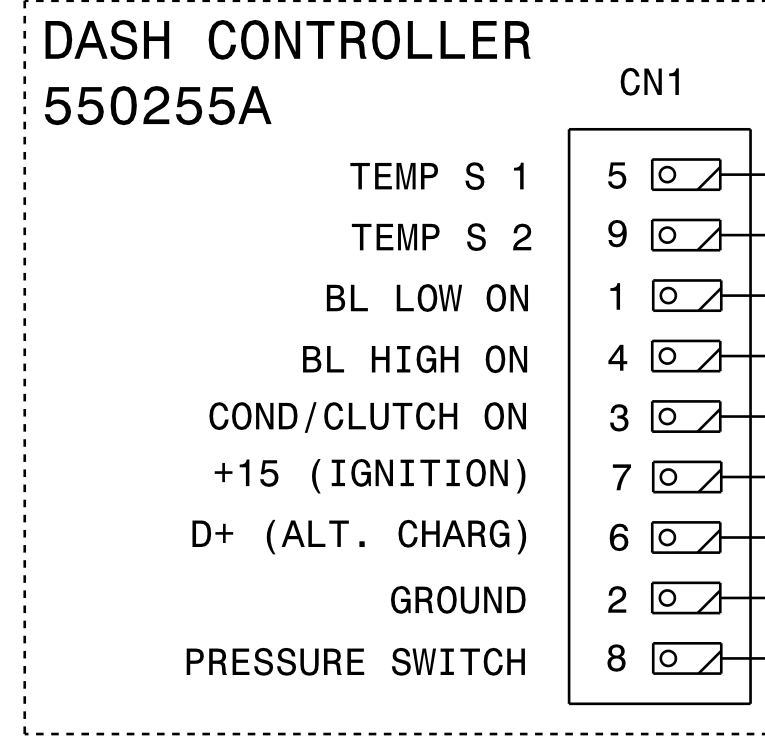 DASH CONTROLLER
550255A
CN1
TEMP S 1 5
TEMP S 2 9
BL LOW ON 1
BL HIGH ON 4
COND/CLUTCH ON 3
+15 (IGNITION) 7
D+ (ALT. CHARG) 6
GROUND 2
PRESSURE SWITCH 8